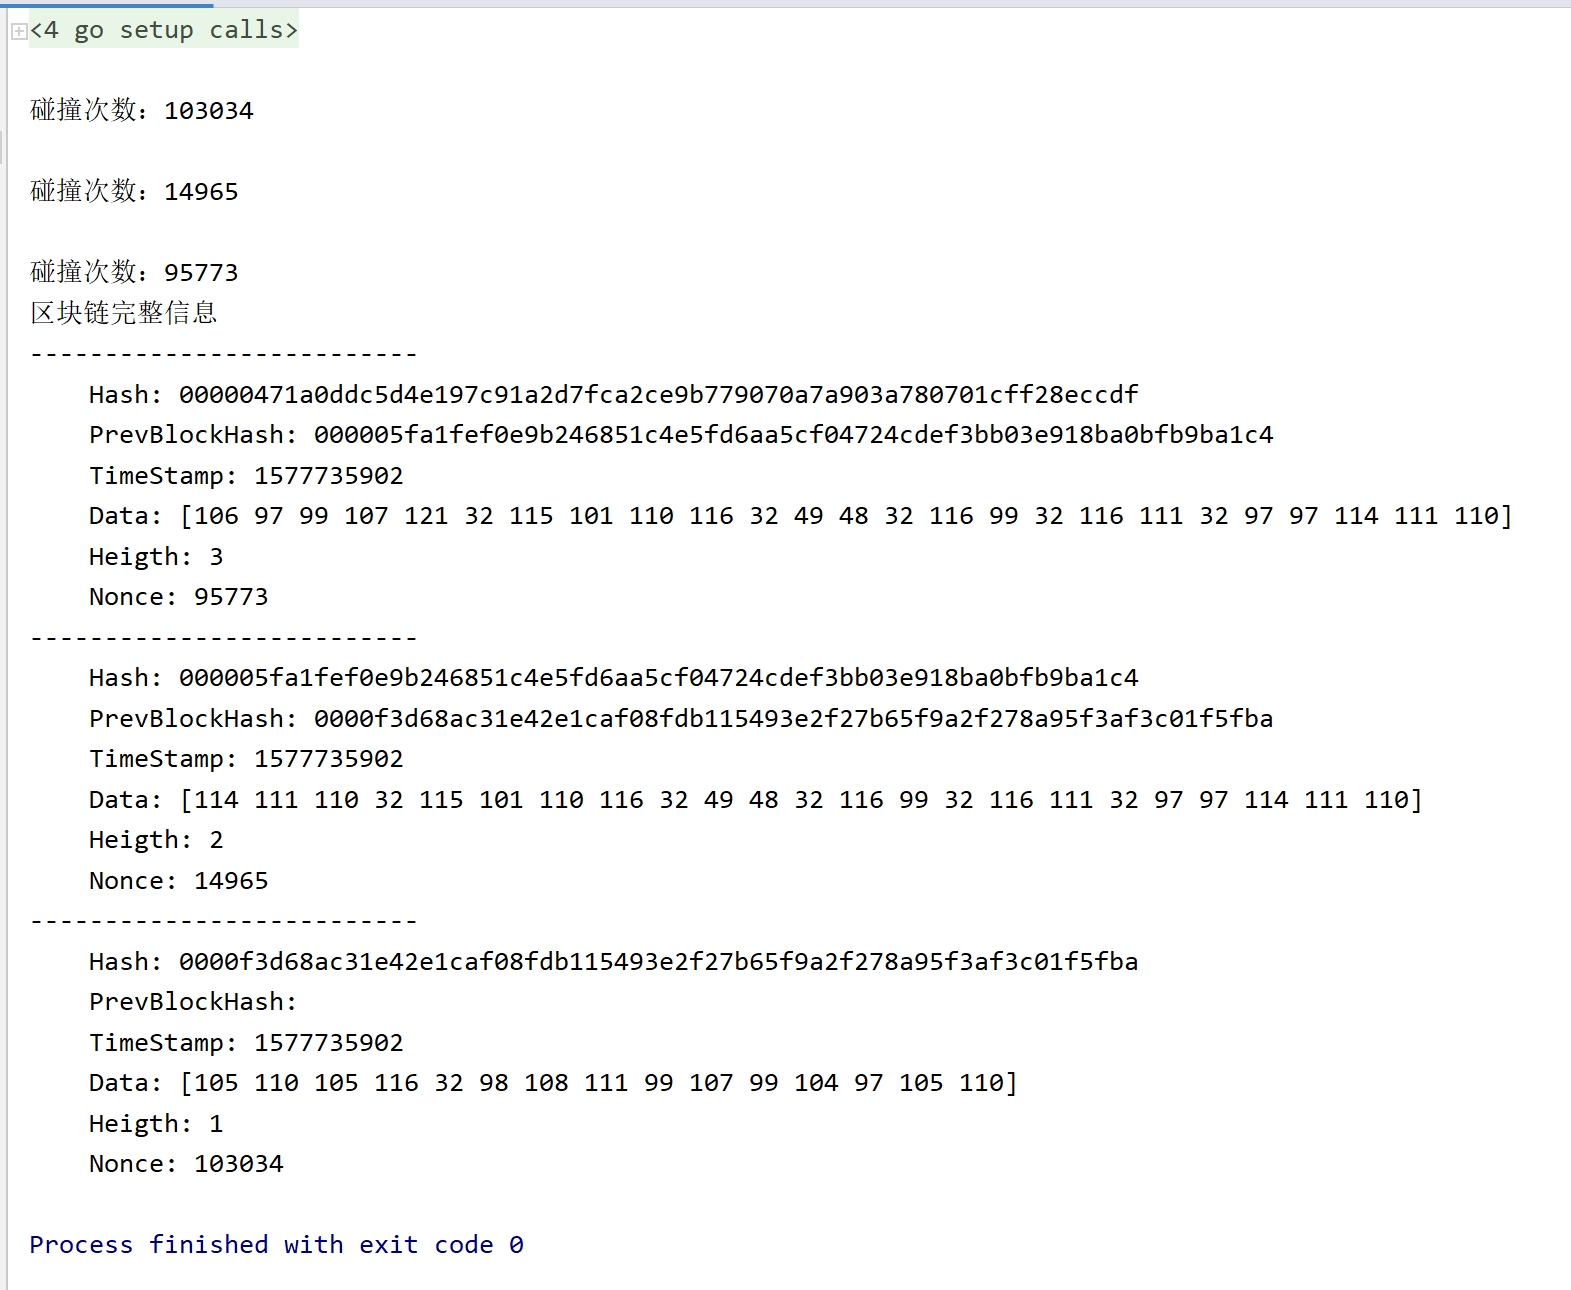 <4 go setup calls>
碰撞次数：103034
碰撞次数：14965
碰撞次数：95773
区块链完整信息
--------------------------
Hash: 00000471a0ddc5d4e197c91a2d7fca2ce9b779070a7a903a780701cff28eccdf
PrevBlockHash: 000005fa1fef0e9b246851c4e5fd6aa5cf04724cdef3bb03e918ba0bfb9ba1c4
TimeStamp: 1577735902
Data: [106 97 99 107 121 32 115 101 110 116 32 49 48 32 116 99 32 116 111 32 97 97 114 111 110]
Heigth: 3
Nonce: 95773
--------------------------
Hash: 000005fa1fef0e9b246851c4e5fd6aa5cf04724cdef3bb03e918ba0bfb9ba1c4
PrevBlockHash: 0000f3d68ac31e42e1caf08fdb115493e2f27b65f9a2f278a95f3af3c01f5fba
TimeStamp: 1577735902
Data: [114 111 110 32 115 101 110 116 32 49 48 32 116 99 32 116 111 32 97 97 114 111 110]
Heigth: 2
Nonce: 14965
--------------------------
Hash: 0000f3d68ac31e42e1caf08fdb115493e2f27b65f9a2f278a95f3af3c01f5fba
PrevBlockHash:
TimeStamp: 1577735902
Data: [105 110 105 116 32 98 108 111 99 107 99 104 97 105 110]
Heigth: 1
Nonce: 103034
Process finished with exit code 0